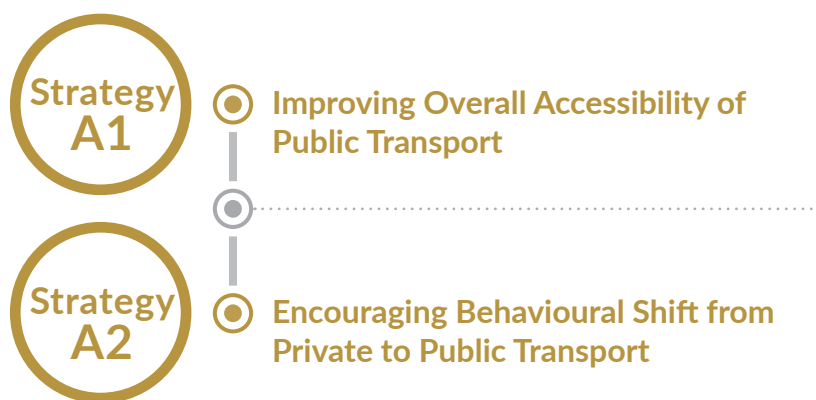 Strategy
A1
Improving Overall Accessibility of
Public Transport
Strategy
A2
Encouraging Behavioural Shift from
Private to Public Transport